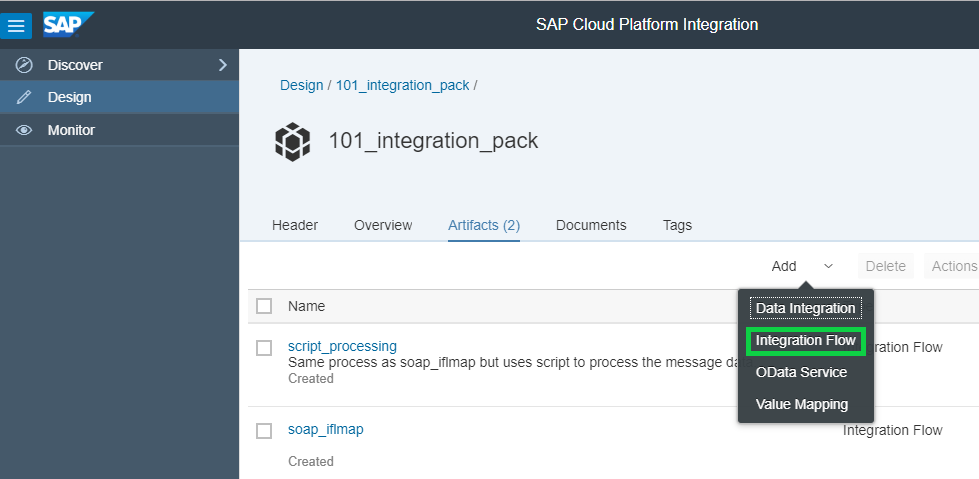 SAP
SAP Cloud Platform Integration
Discover
Design
Monitor
Design / 101_integration_pack /
101_integration_pack
Header Overview Artifacts (2) Documents Tags
Add Delete Actions
Name
Data Integration
Integration Flow
OData Service
Value Mapping
script_processing
Same process as soap_iflmap but uses script to process the message
Created
Flow
soap_iflmap
Integration Flow
Created